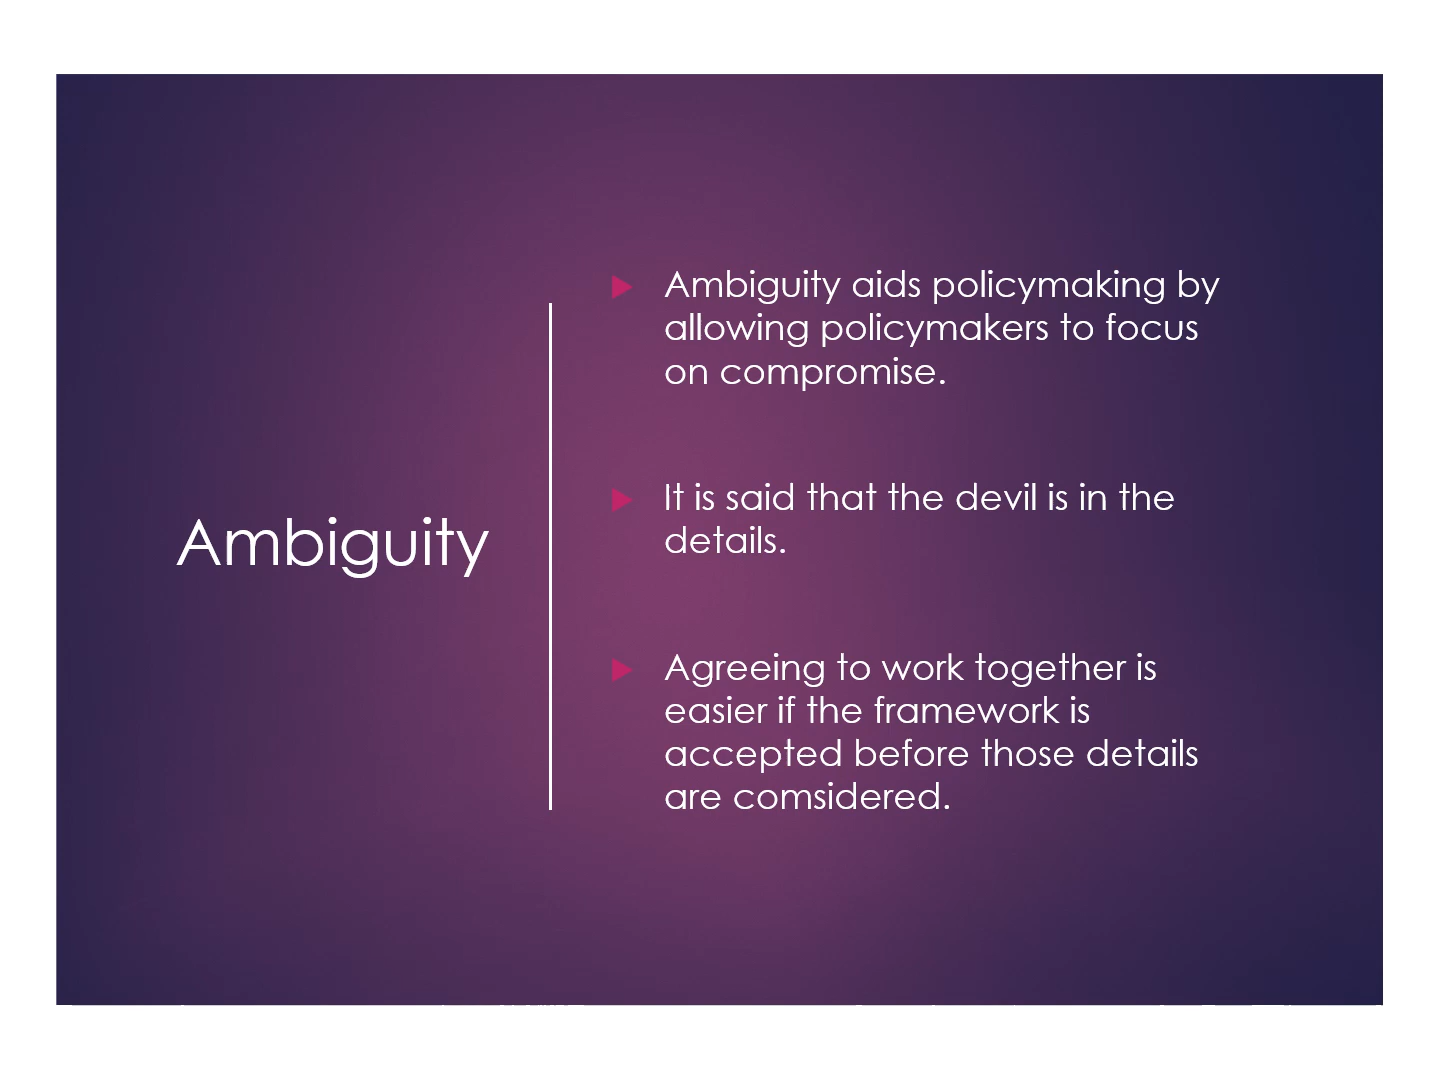 Ambiguity
Ambiguity aids policymaking by
allowing policymakers to focus
on compromise.
It is said that the devil is in the
details.
Agreeing to work together is
easier if the framework is
accepted before those details
are comsidered.